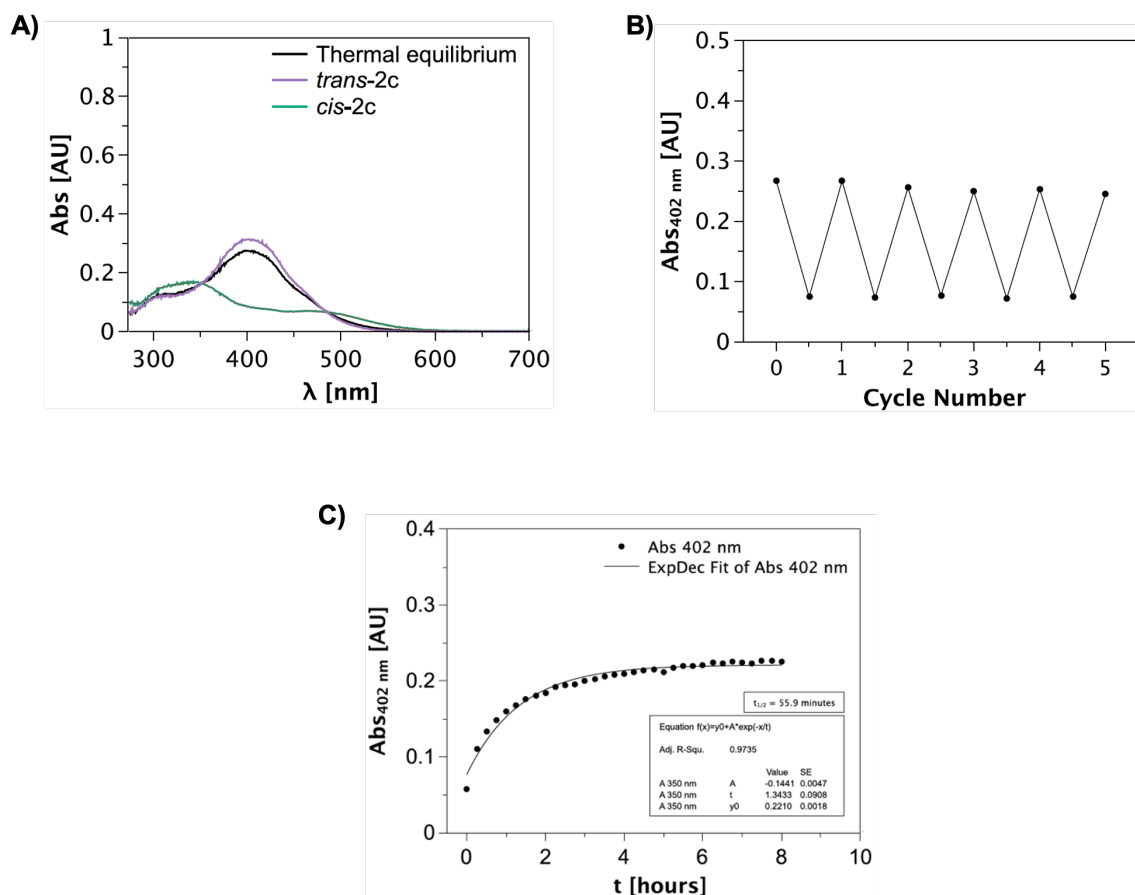 A)
Abs [AU]
1
0.8
0.6
0.4
0.2
0
Thermal equilibrium
trans-2c
cis-2c
300 400 500 600 700
λ [nm]
B)
Abs402 nm [AU]
0.5
0.4
0.3
0.2
0.1
0
0 1 2 3 4 5
Cycle Number
C)
Abs402 nm [AU]
0.4
0.3
0.2
0.1
0
Abs 402 nm
ExpDec Fit of Abs 402 nm
t1/2 = 55.9 minutes
Equation f(x)=y0+A*exp(-x/t)
Adj. R-Squ. 0.9735
Value SE
A 350 nm A -0.1441 0.0047
A 350 nm t 1.3433 0.0908
A 350 nm y0 0.2210 0.0018
0 2 4 6 8 10
t [hours]